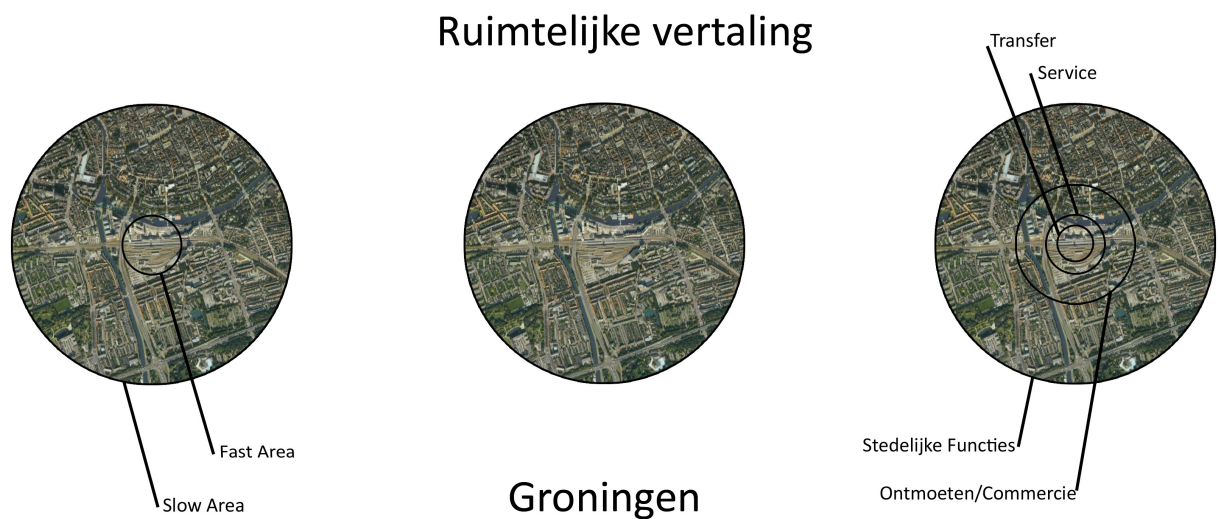 Ruimtelijke vertaling
Transfer
Service
Fast Area
Slow Area
Stedelijke Functies
Ontmoeten/Commercie
Groningen